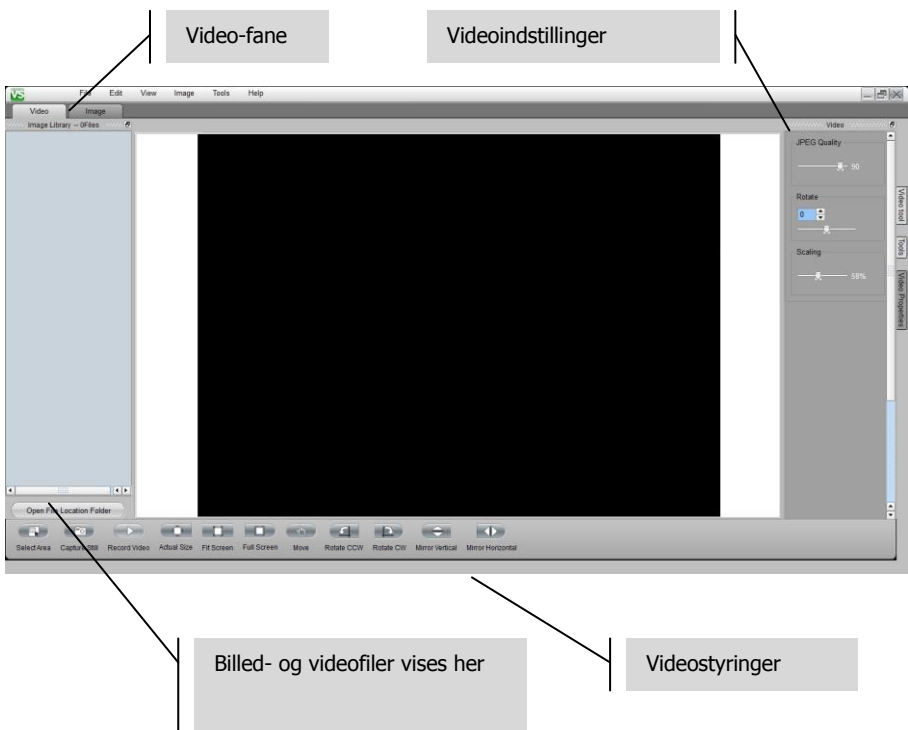 Video-fane
Videoindstillinger
VS File Edit View Image Tools Help
Video Image
Image Library -- 0Files
Video
JPEG Quality
90
Rotate
0
Scaling
58%
Video tool
Tools
Video Properties
Open File Location Folder
Select Area Capture Still Record Video Actual Size Fit Screen Full Screen Move Rotate CCW Rotate CW Mirror Vertical Mirror Horizontal
Billed- og videofiler vises her
Videostyringer